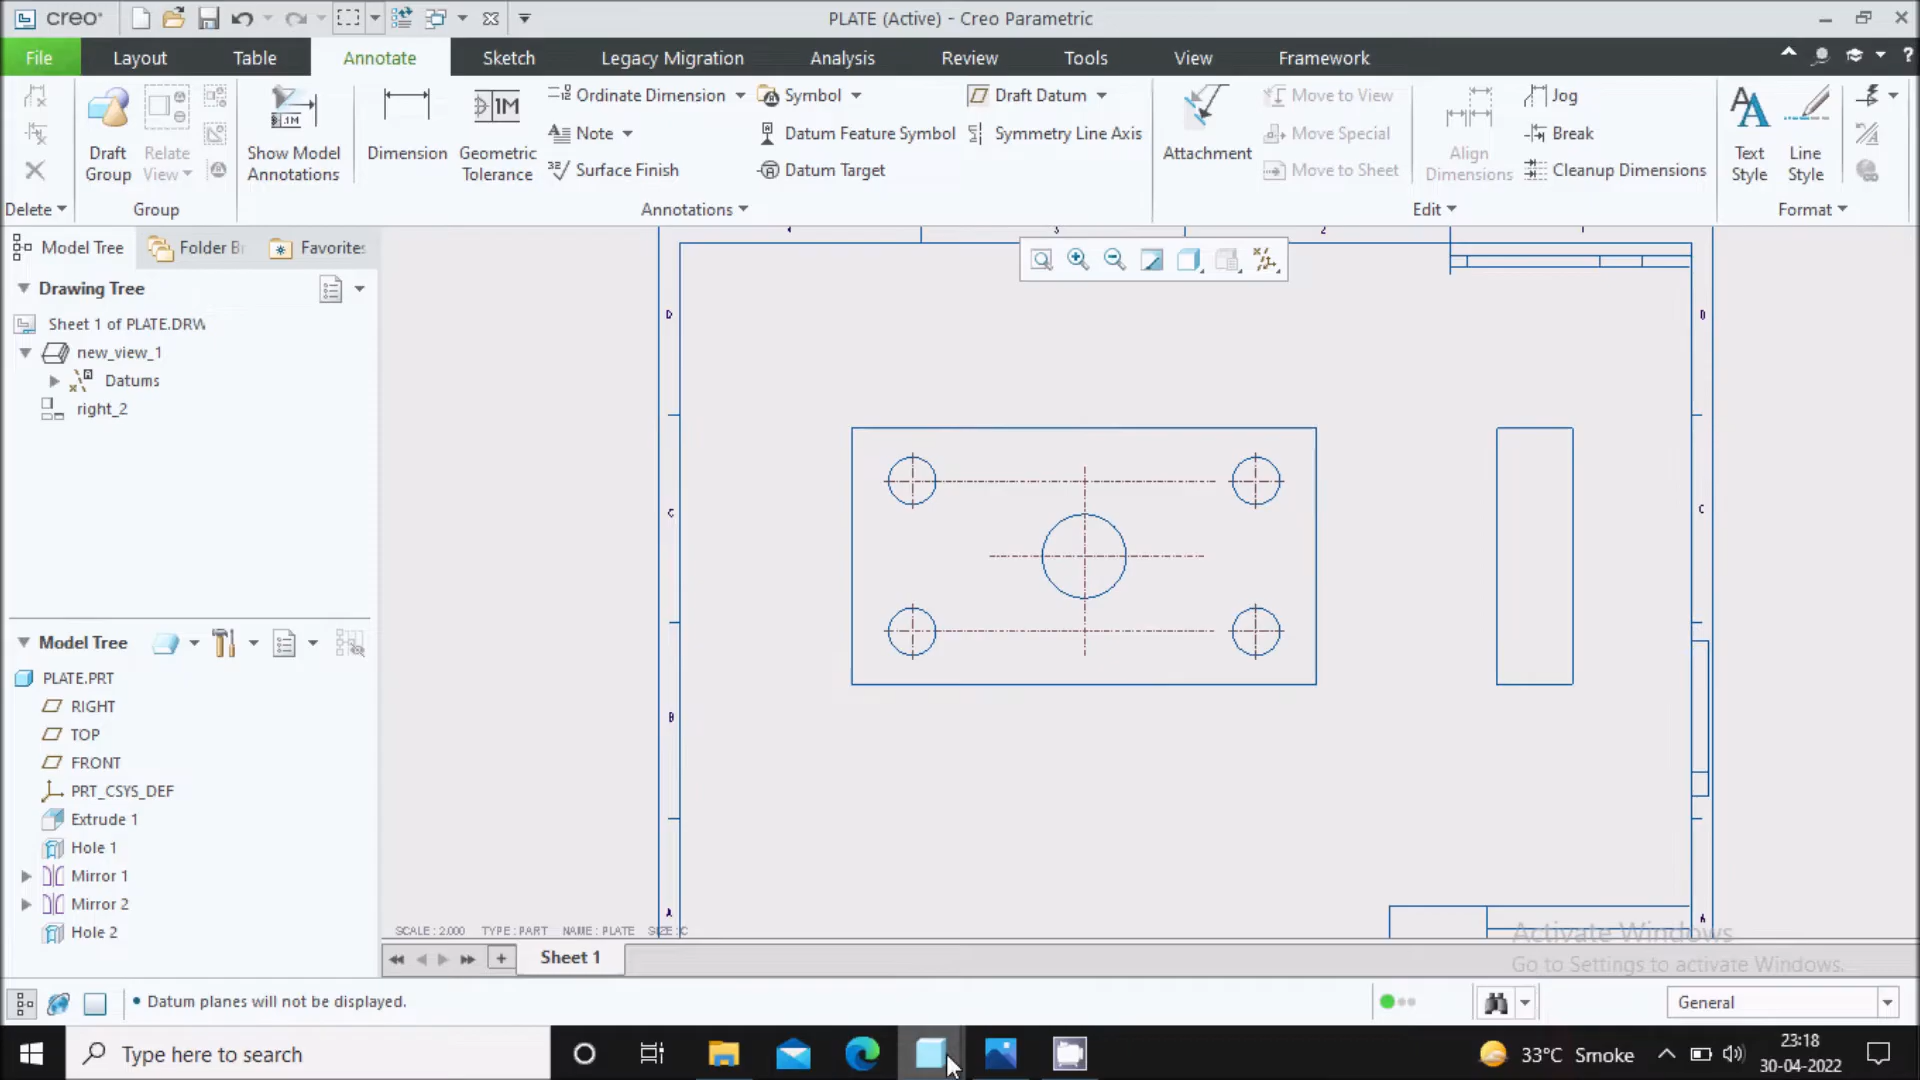 creo
PLATE (Active) - Creo Parametric
File
Layout
Table
Annotate
Sketch
Legacy Migration
Analysis
Review
Tools
View
Framework
Draft Group
Relate View
Show Model Annotations
Dimension
Geometric Tolerance
Ordinate Dimension
Note
Surface Finish
Symbol
Datum Feature Symbol
Datum Target
Draft Datum
Symmetry Line Axis
Attachment
Move to View
Move Special
Move to Sheet
Align Dimensions
Jog
Break
Cleanup Dimensions
Text Style
Line Style
Delete
Group
Annotations
Edit
Format
Model Tree
Folder Br
Favorites
Drawing Tree
Sheet 1 of PLATE.DRW
new_view_1
Datums
right_2
Model Tree
PLATE.PRT
RIGHT
TOP
FRONT
PRT_CSYS_DEF
Extrude 1
Hole 1
Mirror 1
Mirror 2
Hole 2
4
3
2
1
D
D
C
C
B
A
A
SCALE : 2.000 TYPE : PART NAME : PLATE SIZE : C
Activate Windows
Go to Settings to activate Windows.
Sheet 1
Datum planes will not be displayed.
General
Type here to search
33°C Smoke
23:18
30-04-2022